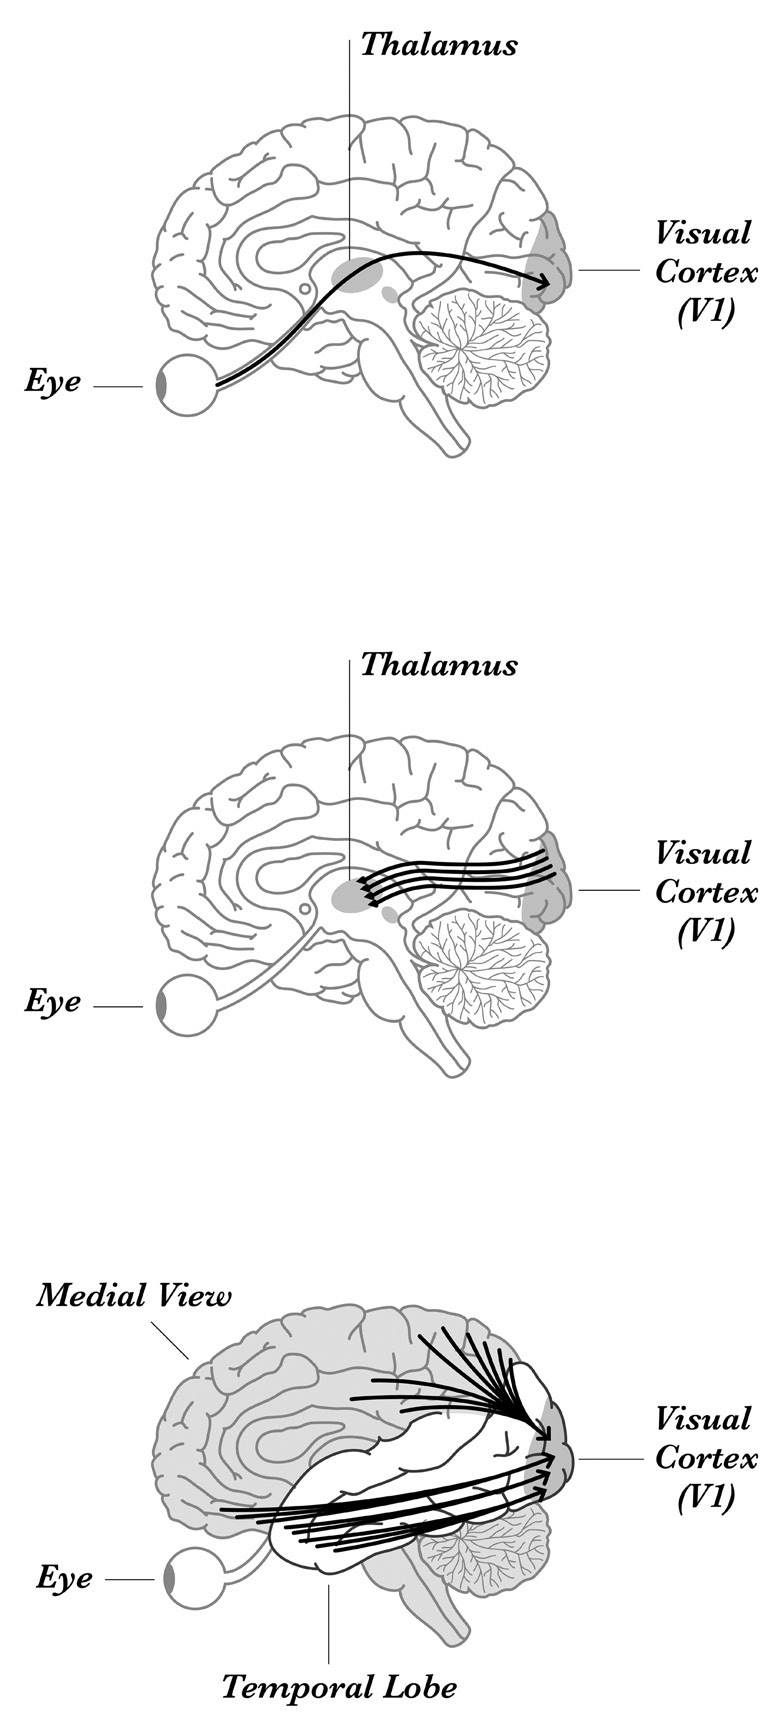 Thalamus
Visual
Cortex
(V1)
Eye
Thalamus
Visual
Cortex
(V1)
Eye
Medial View
Visual
Cortex
(V1)
Eye
Temporal Lobe